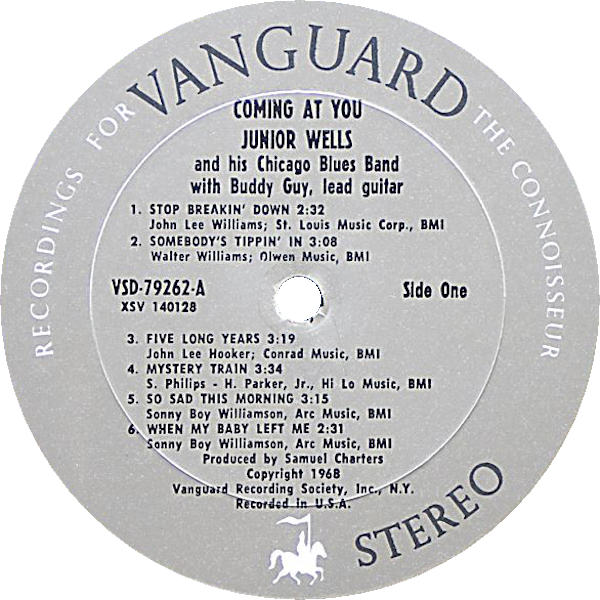 RECORDINGS FOR VANGUARD THE CONNOISSEUR
COMING AT YOU
JUNIOR WELLS
and his Chicago Blues Band
with Buddy Guy, lead guitar
1. STOP BREAKIN' DOWN 2:32
John Lee Williams; St. Louis Music Corp., BMI
2. SOMEBODY'S TIPPIN' IN 3:08
Walter Williams; Olwen Music, BMI
VSD-79262-A
Side One
XSV 140128
3. FIVE LONG YEARS 3:19
John Lee Hooker; Conrad Music, BMI
4. MYSTERY TRAIN 3:34
S. Philips - H. Parker, Jr., Hi Lo Music, BMI
5. SO SAD THIS MORNING 3:15
Sonny Boy Williamson, Arc Music, BMI
6. WHEN MY BABY LEFT ME 2:31
Sonny Boy Williamson, Arc Music, BMI
Produced by Samuel Charters
Copyright 1968
Vanguard Recording Society, Inc., N.Y.
Recorded in U.S.A.
STEREO